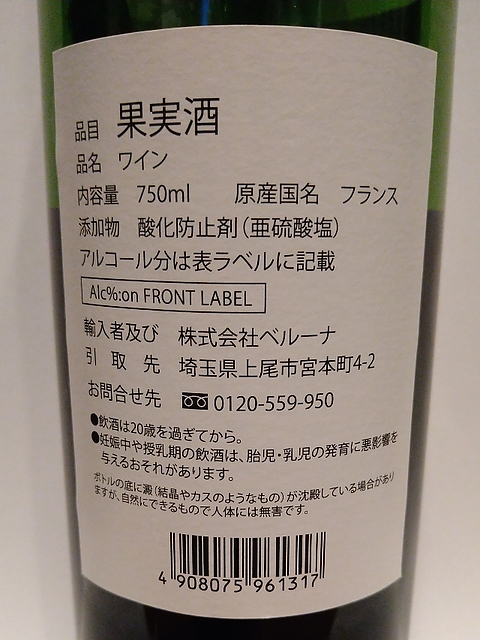 品目 果実酒
品名 ワイン
内容量 750ml 原産国名 フランス
添加物 酸化防止剤(亜硫酸塩)
アルコール分は表ラベルに記載
Alc%:on FRONT LABEL
輸入者及び 株式会社ベルーナ
引取先 埼玉県上尾市宮本町4-2
お問合せ先 0120-559-950
●飲酒は20歳を過ぎてから。
●妊娠中や授乳期の飲酒は、胎児・乳児の発育に悪影響を
与えるおそれがあります。
ボトルの底に澱(結晶やカスのようなもの)が沈殿している場合があり
ますが、自然にできるもので人体には無害です。
4 908075 961317